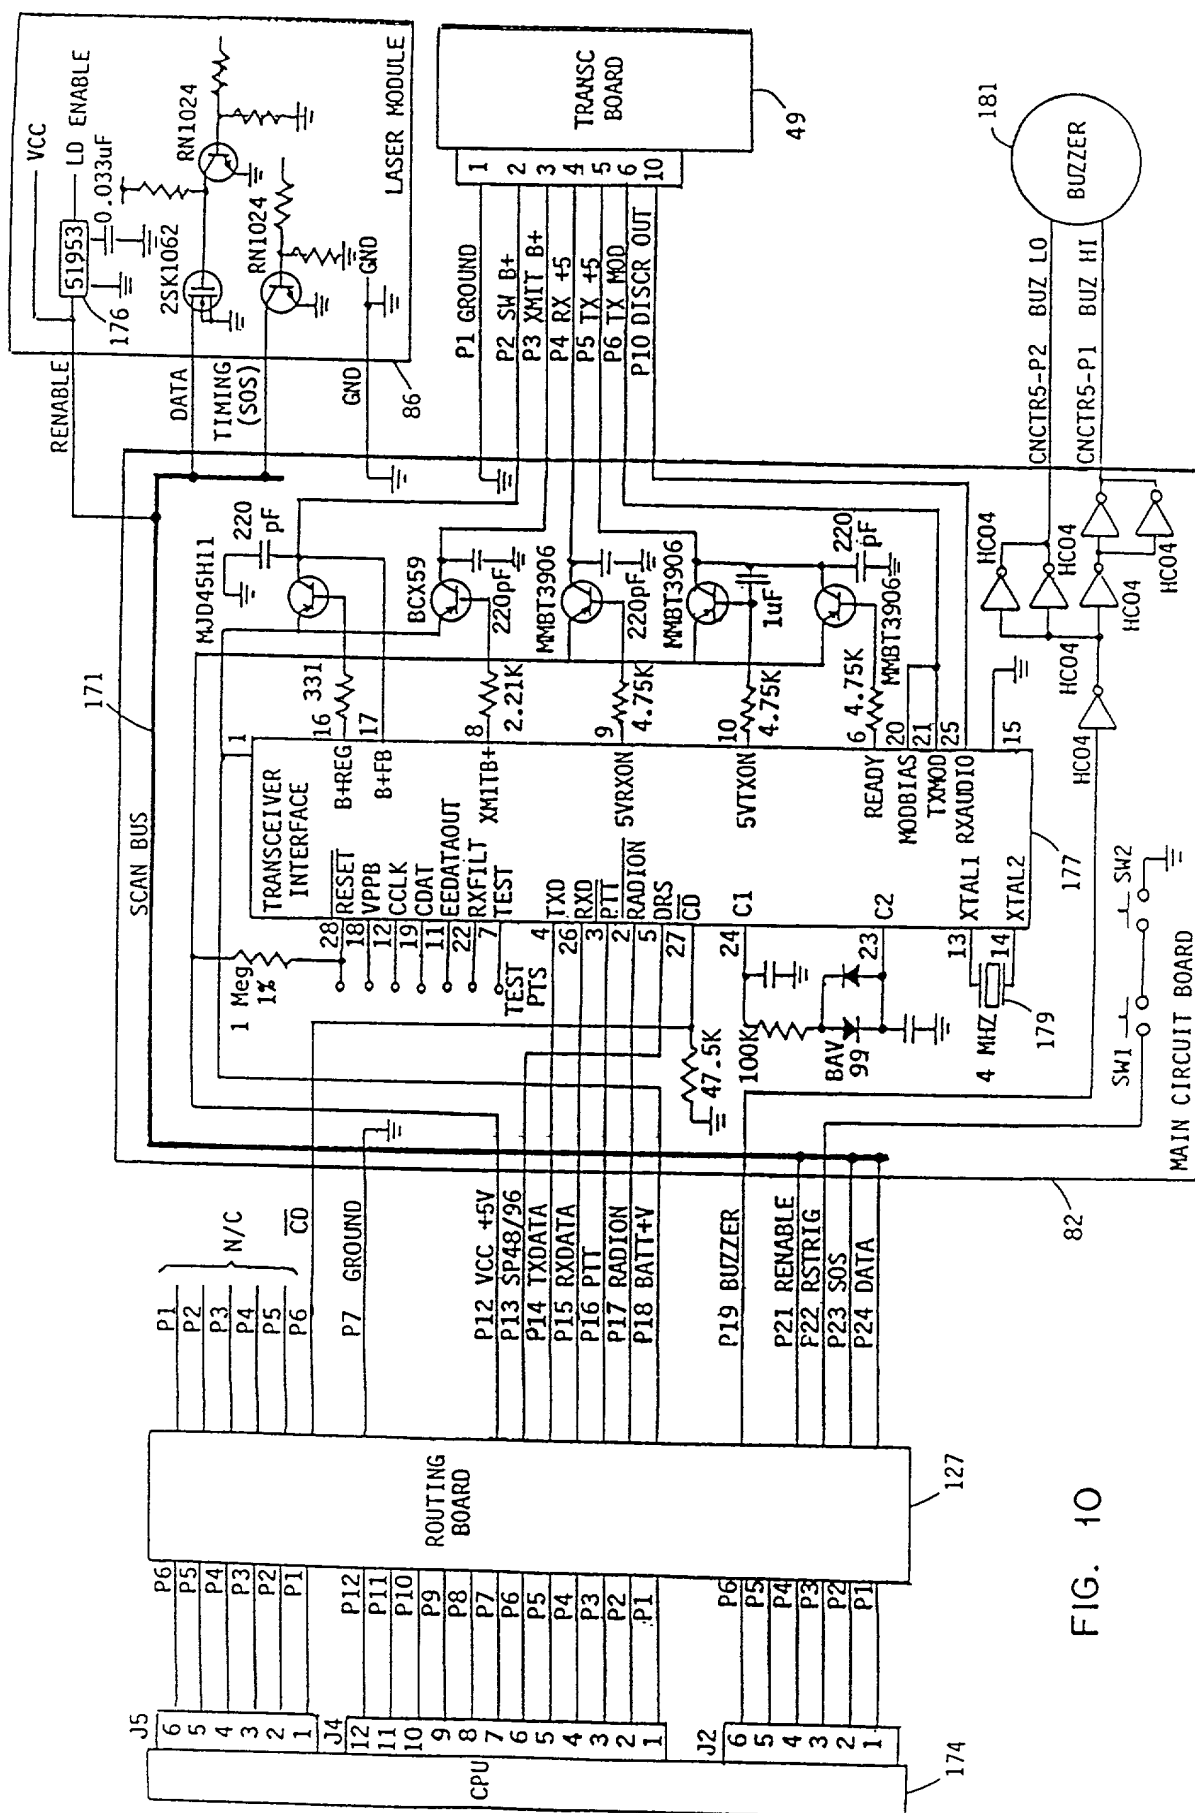 VCC
51953
LD ENABLE
0.033uF
RN1024
2SK1062
RN1024
176
GND
LASER MODULE
86
RENABLE
DATA
TIMING
(SOS)
GND
TRANSC
BOARD
49
1
2
3
4
5
6
10
P1 GROUND
P2 SW B+
P3 XMIT B+
P4 RX +5
P5 TX +5
P6 TX MOD
P10 DISCR OUT
BUZZER
181
CNCTR5-P2 BUZ LO
CNCTR5-P1 BUZ HI
171
SCAN BUS
MJD45H11
220
pF
BCX59
220pF
MMBT3906
220pF
MMBT3906
1uF
MMBT3906
220
pF
331
2.21K
4.75K
4.75K
4.75K
HC04
HC04
HC04
HC04
HC04
HC04
TRANSCEIVER
INTERFACE
1
16
B+REG
17
B+FB
8
XMITB+
9
5VRXON
10
5VTXON
6
READY
20
MODBIAS
21
TXMOD
25
RXAUDIO
15
28
RESET
18
VPPB
12
CCLK
19
CDAT
11
EEDATAOUT
22
RXFILT
7
TEST
TEST
PTS
4
TXD
26
RXD
3
PTT
2
RADION
5
DRS
27
CD
24
C1
23
C2
13
XTAL1
14
XTAL2
177
1 Meg
1%
47.5K
100K
BAV
99
4 MHZ
179
SW1
SW2
MAIN CIRCUIT BOARD
82
P1
P2
P3
P4
P5
P6
N/C
CD
P7 GROUND
P12 VCC +5V
P13 SP48/96
P14 TXDATA
P15 RXDATA
P16 PTT
P17 RADION
P18 BATT+V
P19 BUZZER
P21 RENABLE
P22 RSTRIG
P23 SOS
P24 DATA
ROUTING
BOARD
127
P6
P5
P4
P3
P2
P1
P12
P11
P10
P9
P8
P7
P6
P5
P4
P3
P2
P1
P6
P5
P4
P3
P2
P1
J5
6
5
4
3
2
1
J4
12
11
10
9
8
7
6
5
4
3
2
1
J2
6
5
4
3
2
1
CPU
174
FIG. 10